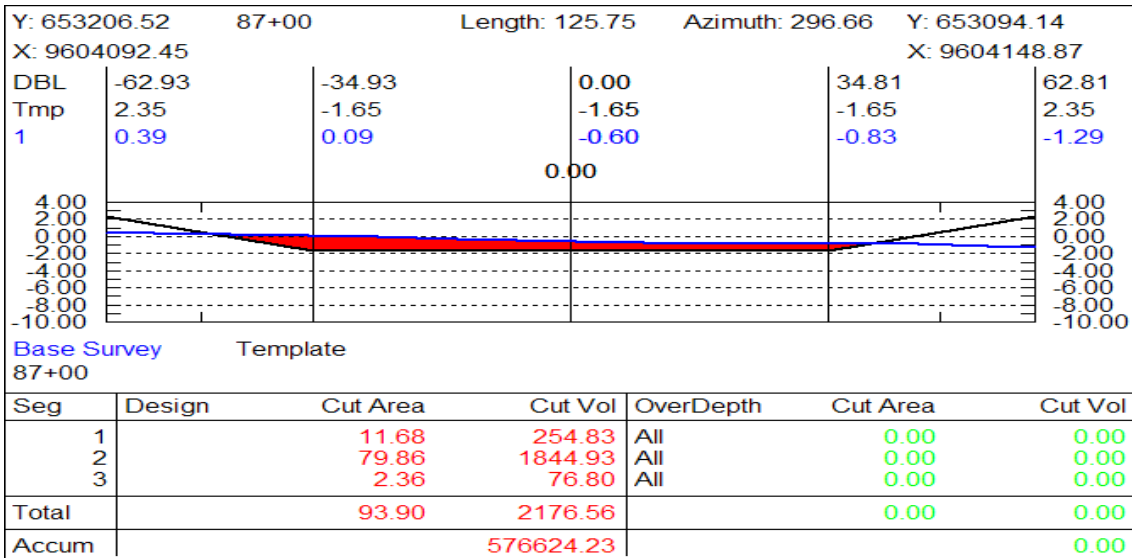 Y: 653206.52 87+00 Length: 125.75 Azimuth: 296.66 Y: 653094.14
X: 9604092.45 X: 9604148.87
DBL -62.93 -34.93 0.00 34.81 62.81
Tmp 2.35 -1.65 -1.65 -1.65 2.35
1 0.39 0.09 -0.60 -0.83 -1.29
0.00
4.00 4.00
2.00 2.00
0.00 0.00
-2.00 -2.00
-4.00 -4.00
-6.00 -6.00
-8.00 -8.00
-10.00 -10.00
Base Survey Template
87+00
Seg Design Cut Area Cut Vol OverDepth Cut Area Cut Vol
1 11.68 254.83 All 0.00 0.00
2 79.86 1844.93 All 0.00 0.00
3 2.36 76.80 All 0.00 0.00
Total 93.90 2176.56 0.00 0.00
Accum 576624.23 0.00